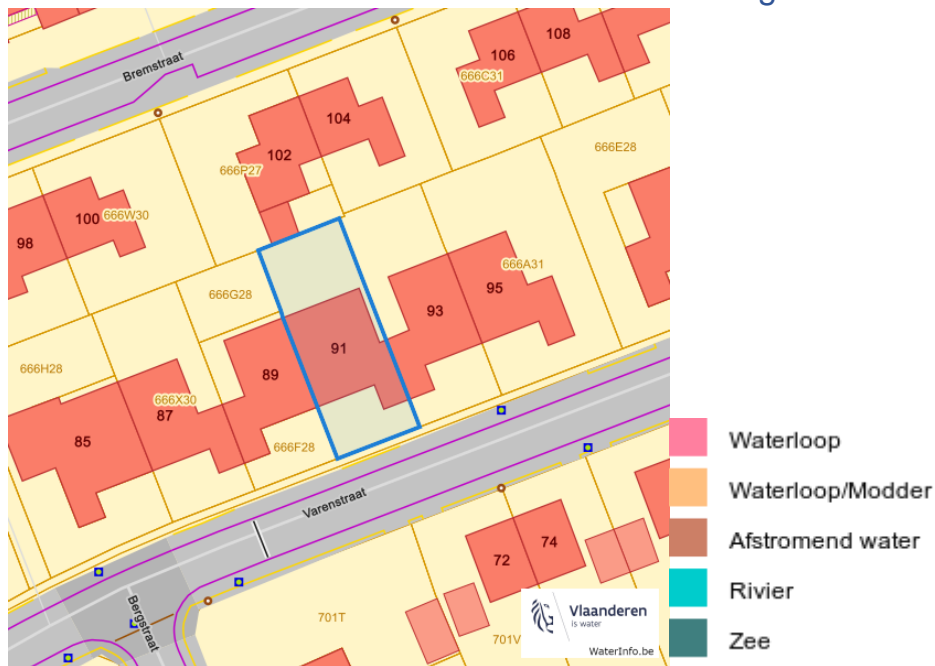 g
Bremstraat
106
108
666C31
104
102
666P27
666E28
100
666W30
98
666A31
95
666G28
93
91
89
666H28
666X30
87
85
666F28
Varenstraat
Waterloop
Waterloop/Modder
72
74
Afstromend water
Bergstraat
701T
Vlaanderen
is water
Rivier
701V
WaterInfo.be
Zee